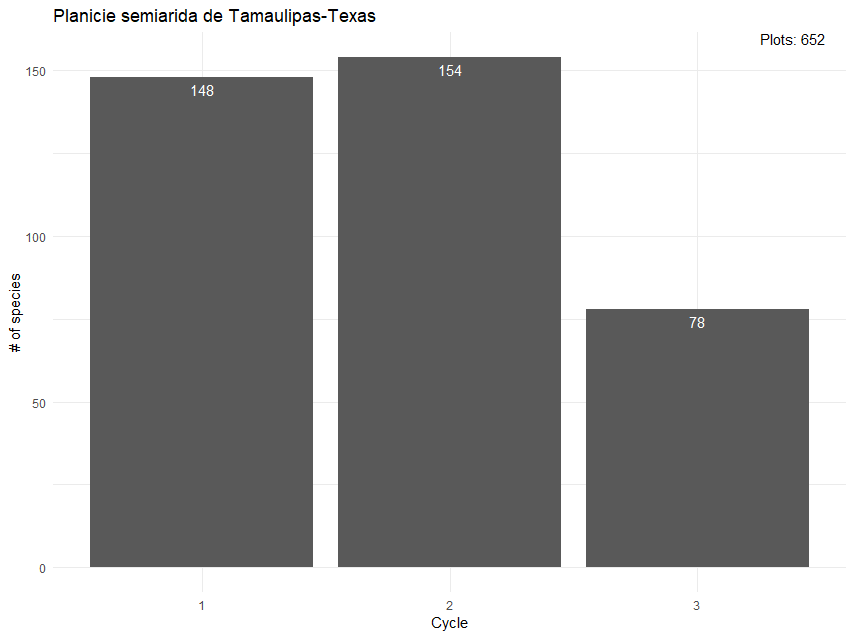 Planicie semiarida de Tamaulipas-Texas
Plots: 652
150
100
50
0
# of species
148
154
78
1
2
3
Cycle